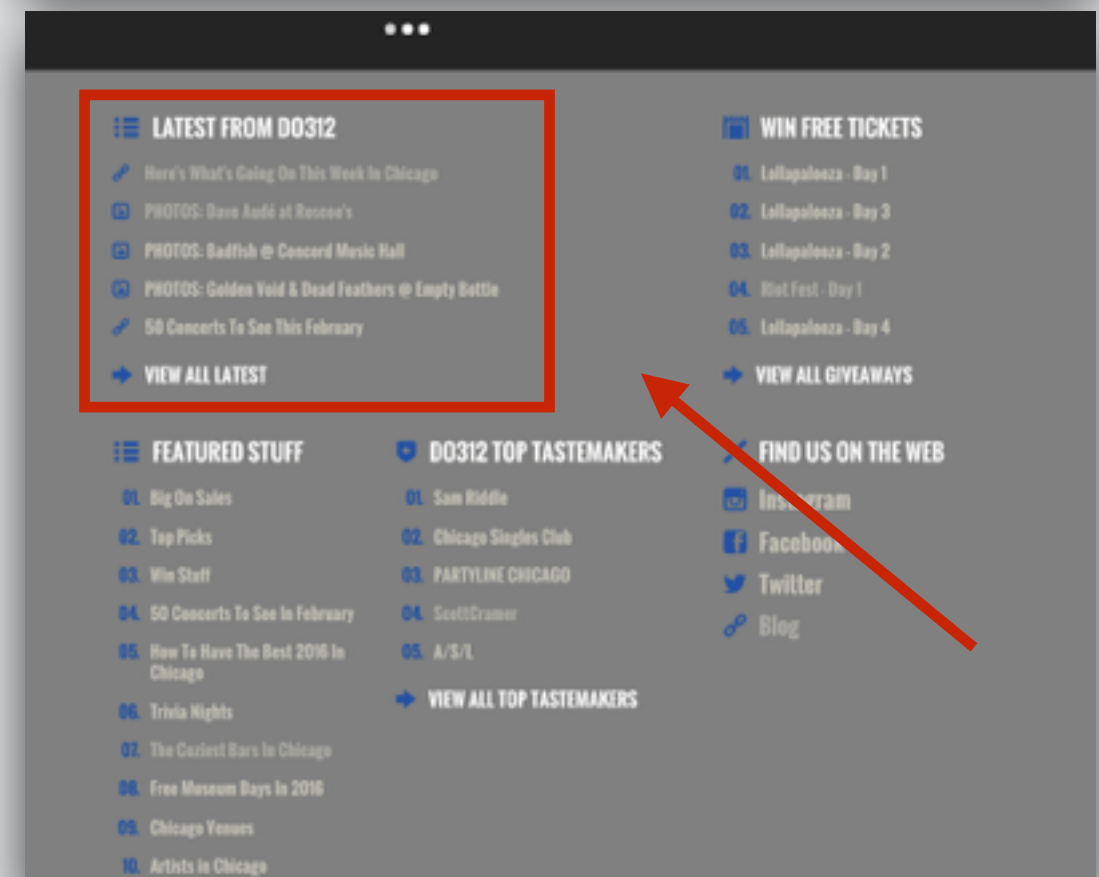 LATEST FROM DO312
Here's What's Going On This Week In Chicago
PHOTOS: Dave Audé at Roscoe's
PHOTOS: Badfish @ Concord Music Hall
PHOTOS: Golden Void & Dead Feathers @ Empty Bottle
50 Concerts To See This February
VIEW ALL LATEST
WIN FREE TICKETS
01. Lollapalooza - Day 1
02. Lollapalooza - Day 3
03. Lollapalooza - Day 2
04. Riot Fest - Day 1
05. Lollapalooza - Day 4
VIEW ALL GIVEAWAYS
FEATURED STUFF
01. Big On Sales
02. Top Picks
03. Win Stuff
04. 50 Concerts To See In February
05. How To Have The Best 2016 In
Chicago
06. Trivia Nights
07. The Coziest Bars In Chicago
08. Free Museum Days In 2016
09. Chicago Venues
10. Artists in Chicago
DO312 TOP TASTEMAKERS
01. Sam Riddle
02. Chicago Singles Club
03. PARTYLINE CHICAGO
04. ScottCramer
05. A/S/L
VIEW ALL TOP TASTEMAKERS
FIND US ON THE WEB
Instagram
Facebook
Twitter
Blog